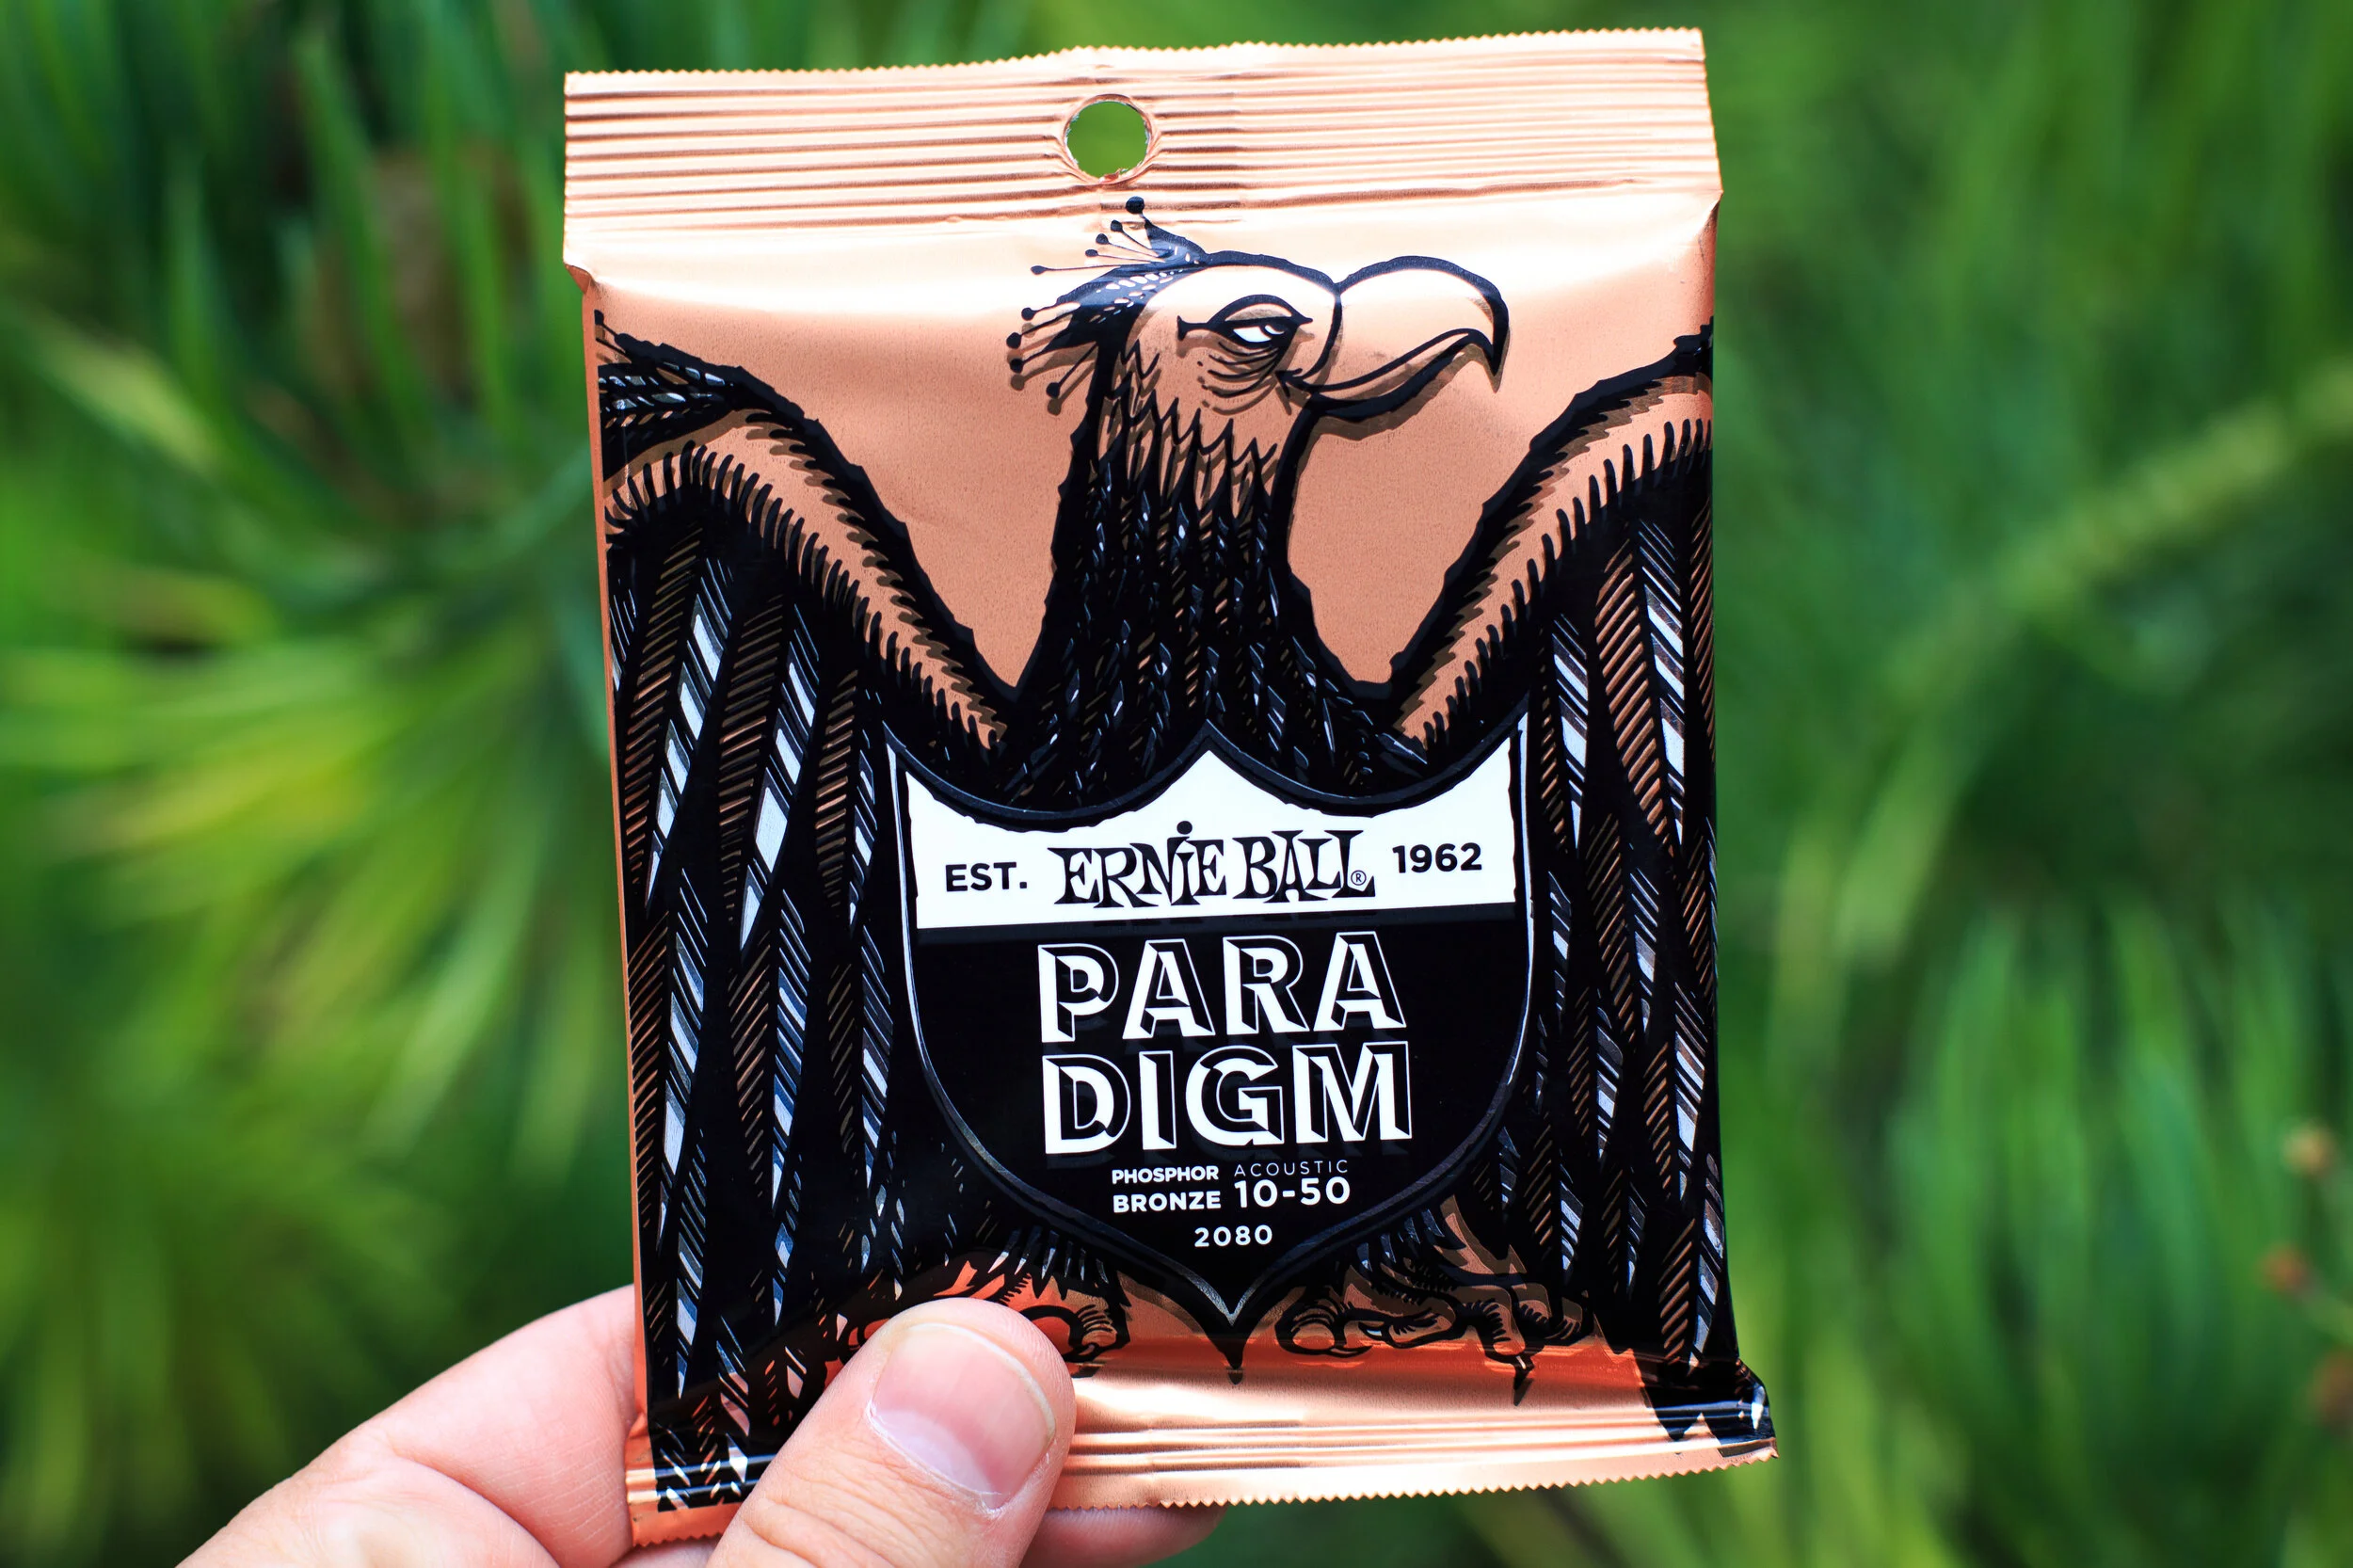 EST. ERNIE BALL® 1962
PARA
DIGM
PHOSPHOR ACOUSTIC
BRONZE 10-50
2080